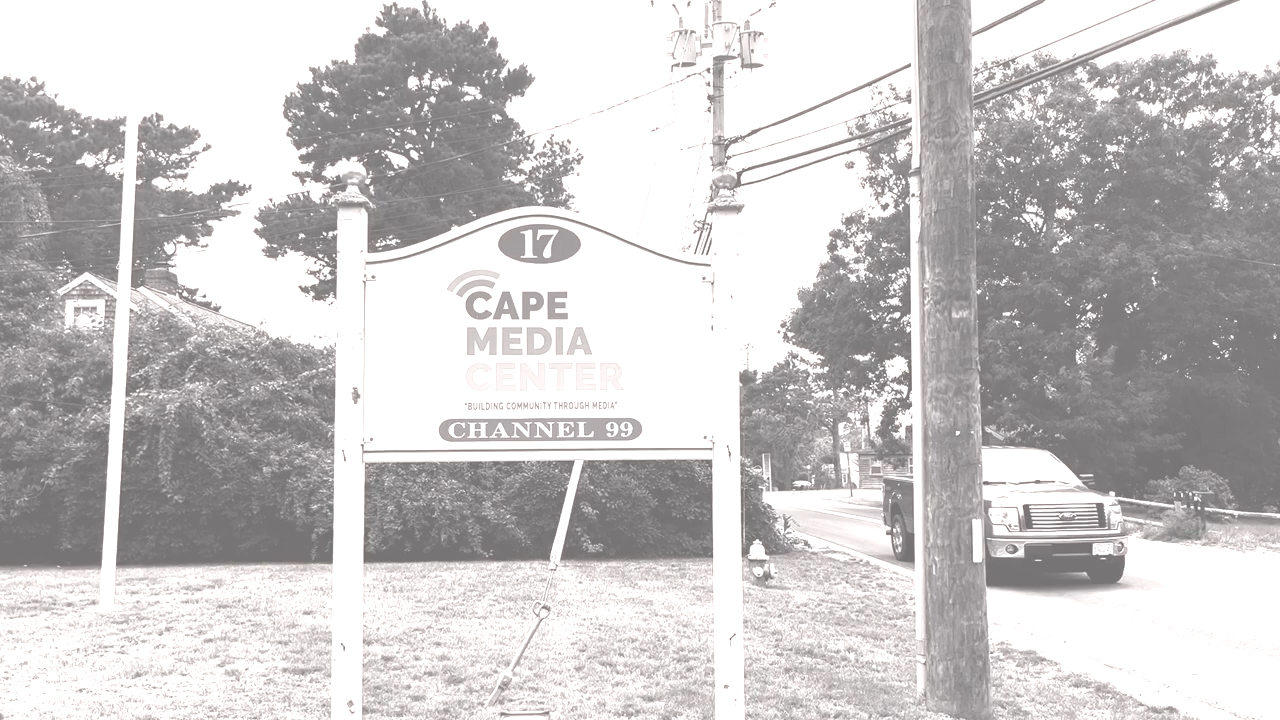 17
CAPE
MEDIA
CENTER
"BUILDING COMMUNITY THROUGH MEDIA"
CHANNEL 99